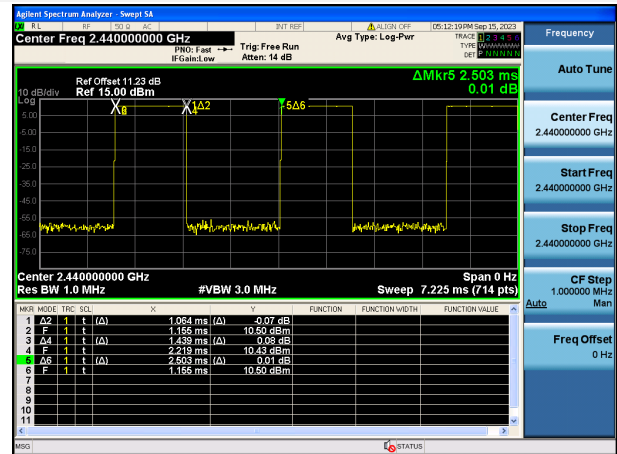 Agilent Spectrum Analyzer - Swept SA
RL RF 50 Ω AC INT REF ALIGN OFF 05:12:19PM Sep 15, 2023
Center Freq 2.440000000 GHz
PNO: Fast
IFGain:Low
Trig: Free Run
Atten: 14 dB
Avg Type: Log-Pwr
TRACE 1 2 3 4 5 6
TYPE W
DET P N N N N N
Ref Offset 11.23 dB
10 dB/div Ref 15.00 dBm
Log
ΔMkr5 2.503 ms
0.01 dB
5.00
-5.00
-15.0
-25.0
-35.0
-45.0
-55.0
-65.0
-75.0
1Δ2
4
5Δ6
Center 2.440000000 GHz Span 0 Hz
Res BW 1.0 MHz #VBW 3.0 MHz Sweep 7.225 ms (714 pts)
MKR MODE TRC SCL X Y FUNCTION FUNCTION WIDTH FUNCTION VALUE
1 Δ2 1 t (Δ) 1.064 ms (Δ) -0.07 dB
2 F 1 t 1.155 ms 10.50 dBm
3 Δ4 1 t (Δ) 1.439 ms (Δ) 0.08 dB
4 F 1 t 2.219 ms 10.43 dBm
5 Δ6 1 t (Δ) 2.503 ms (Δ) 0.01 dB
6 F 1 t 1.155 ms 10.50 dBm
7
8
9
10
11
MSG STATUS
Frequency
Auto Tune
Center Freq
2.440000000 GHz
Start Freq
2.440000000 GHz
Stop Freq
2.440000000 GHz
CF Step
1.000000 MHz
Auto Man
Freq Offset
0 Hz